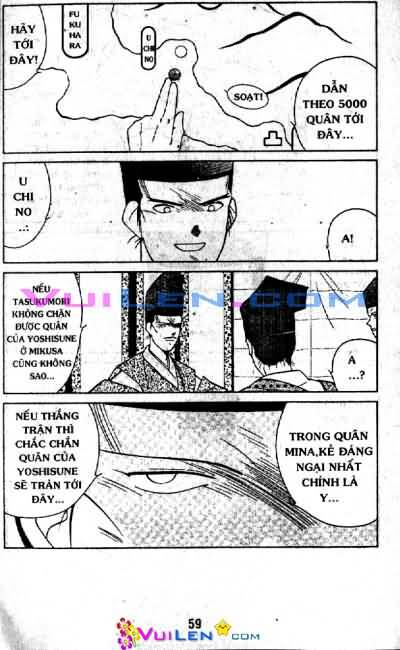 FU
KU
HA
RA
HÃY
TỚI
ĐÂY!
U
CHI
NO
SOẠT!
DẪN
THEO 5000
QUÂN TỚI
ĐÂY...
U
CHI
NO
...
A!
NẾU
TASUKUMORI
KHÔNG CHẶN
ĐƯỢC QUÂN
CỦA YOSHISUNE
Ở MIKUSA
CŨNG KHÔNG
SAO...
À
...?
VUILEN.COM
NẾU THẮNG
TRẬN THÌ
CHẮC CHẮN
QUÂN CỦA
YOSHISUNE
SẼ TRÀN TỚI
ĐÂY...
TRONG QUÂN
MINA,KẺ ĐÁNG
NGẠI NHẤT
CHÍNH LÀ
Y...
59
VUILEN.COM